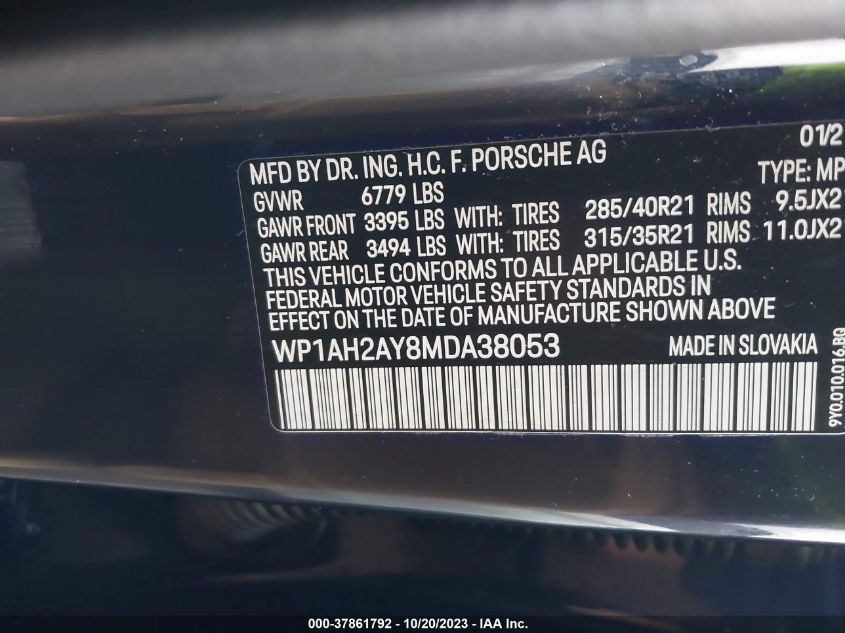 01/2
MFD BY DR. ING. H.C. F. PORSCHE AG TYPE: MP
GVWR 6779 LBS
GAWR FRONT 3395 LBS WITH: TIRES 285/40R21 RIMS 9.5JX2
GAWR REAR 3494 LBS WITH: TIRES 315/35R21 RIMS 11.0JX2
THIS VEHICLE CONFORMS TO ALL APPLICABLE U.S.
FEDERAL MOTOR VEHICLE SAFETY STANDARDS IN
EFFECT ON THE DATE OF MANUFACTURE SHOWN ABOVE
WP1AH2AY8MDA38053 MADE IN SLOVAKIA
9Y0.010.016.BQ
000-37861792 - 10/20/2023 - IAA Inc.